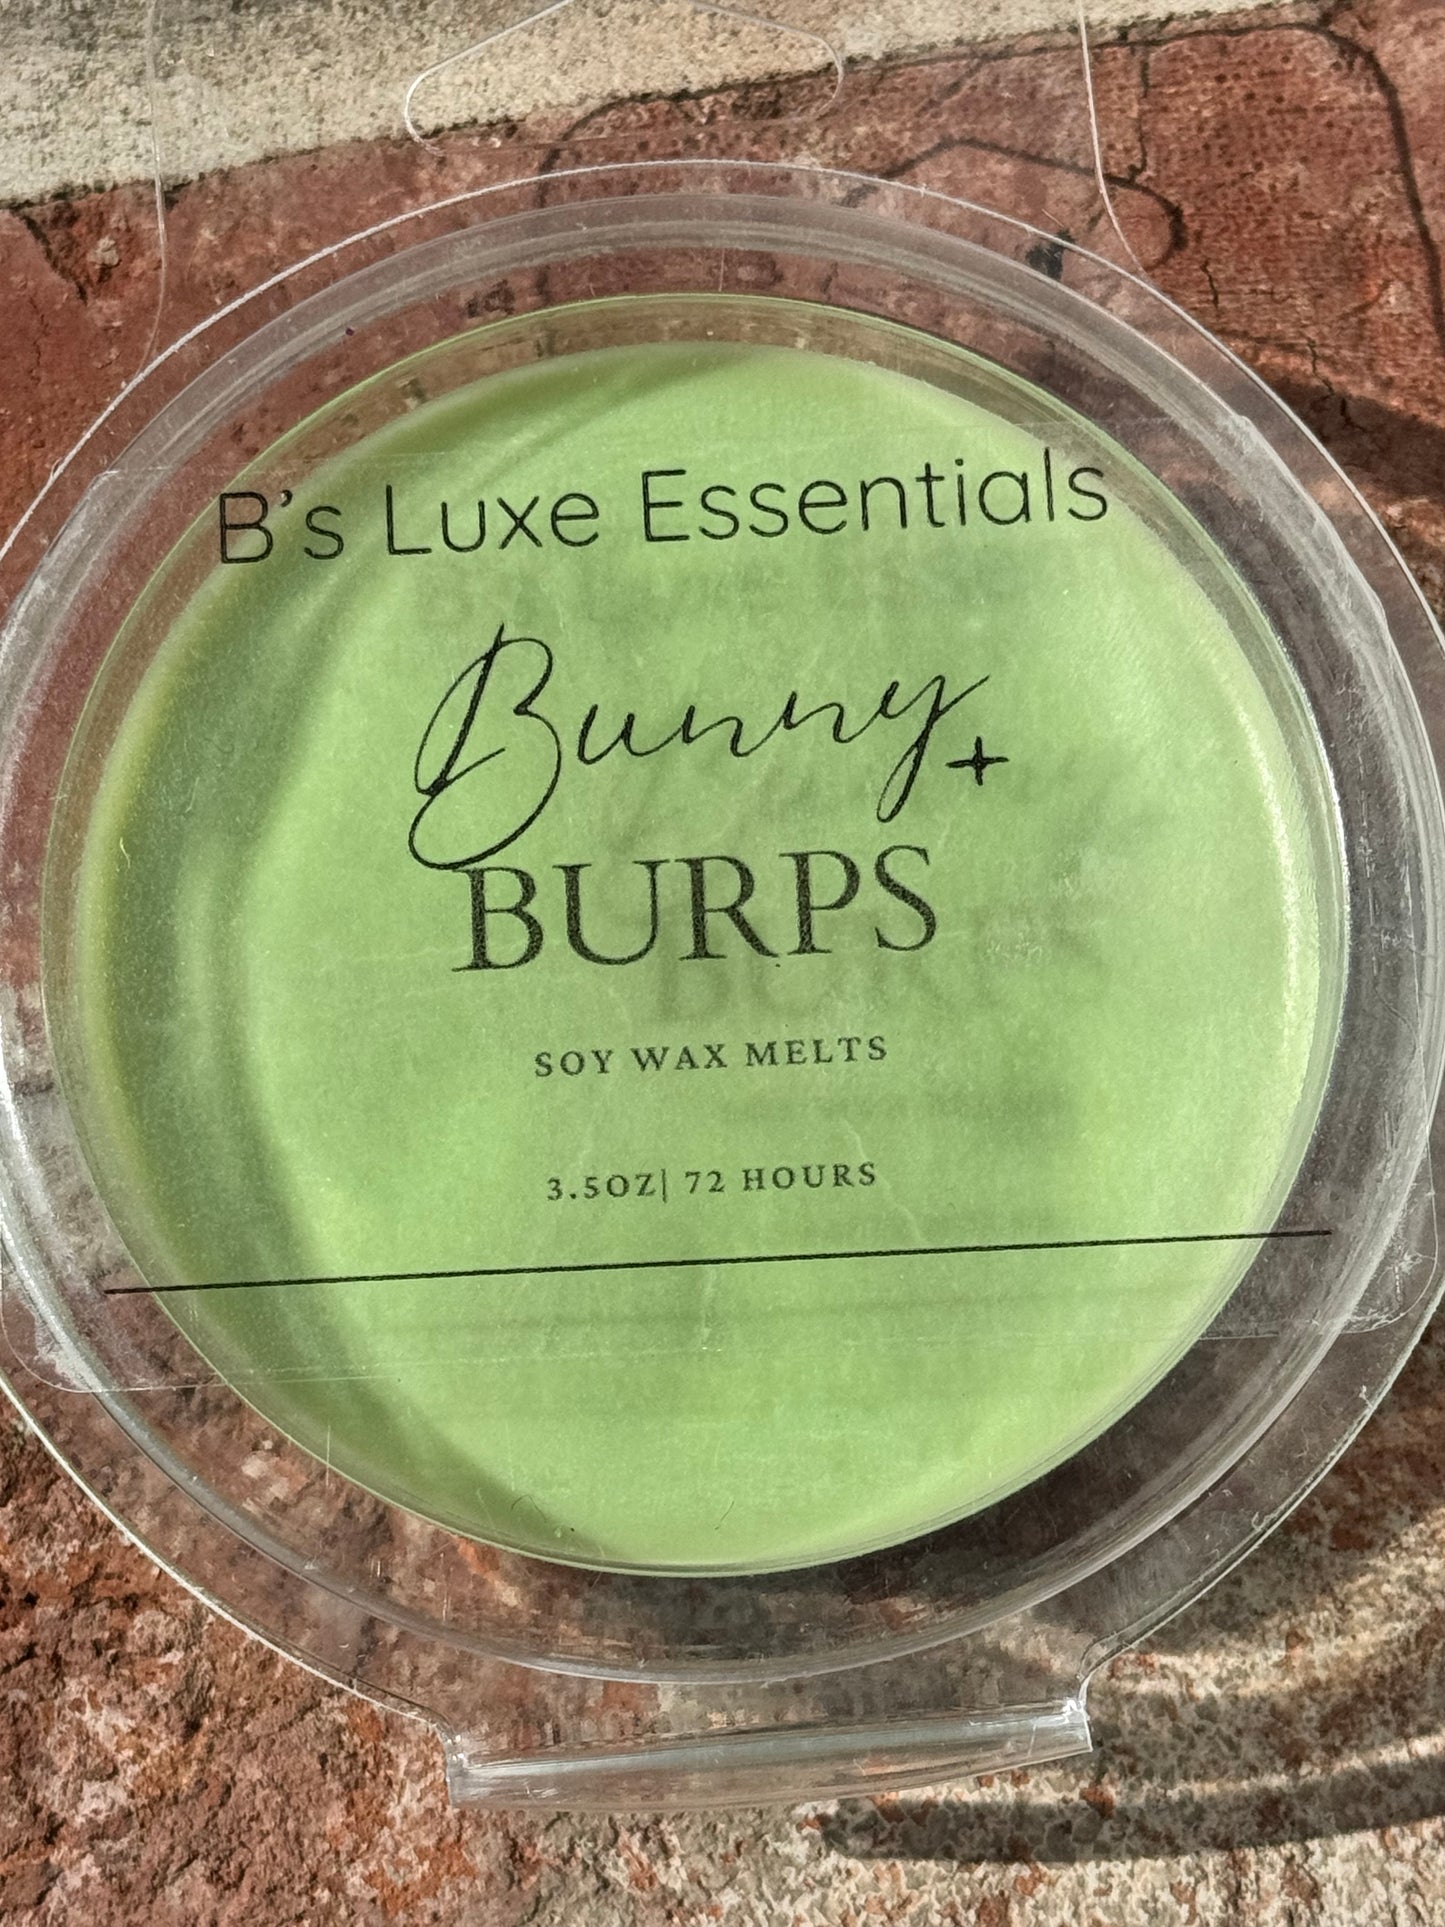 B's Luxe Essentials
Bunny +
BURPS
SOY WAX MELTS
3.5OZ| 72 HOURS